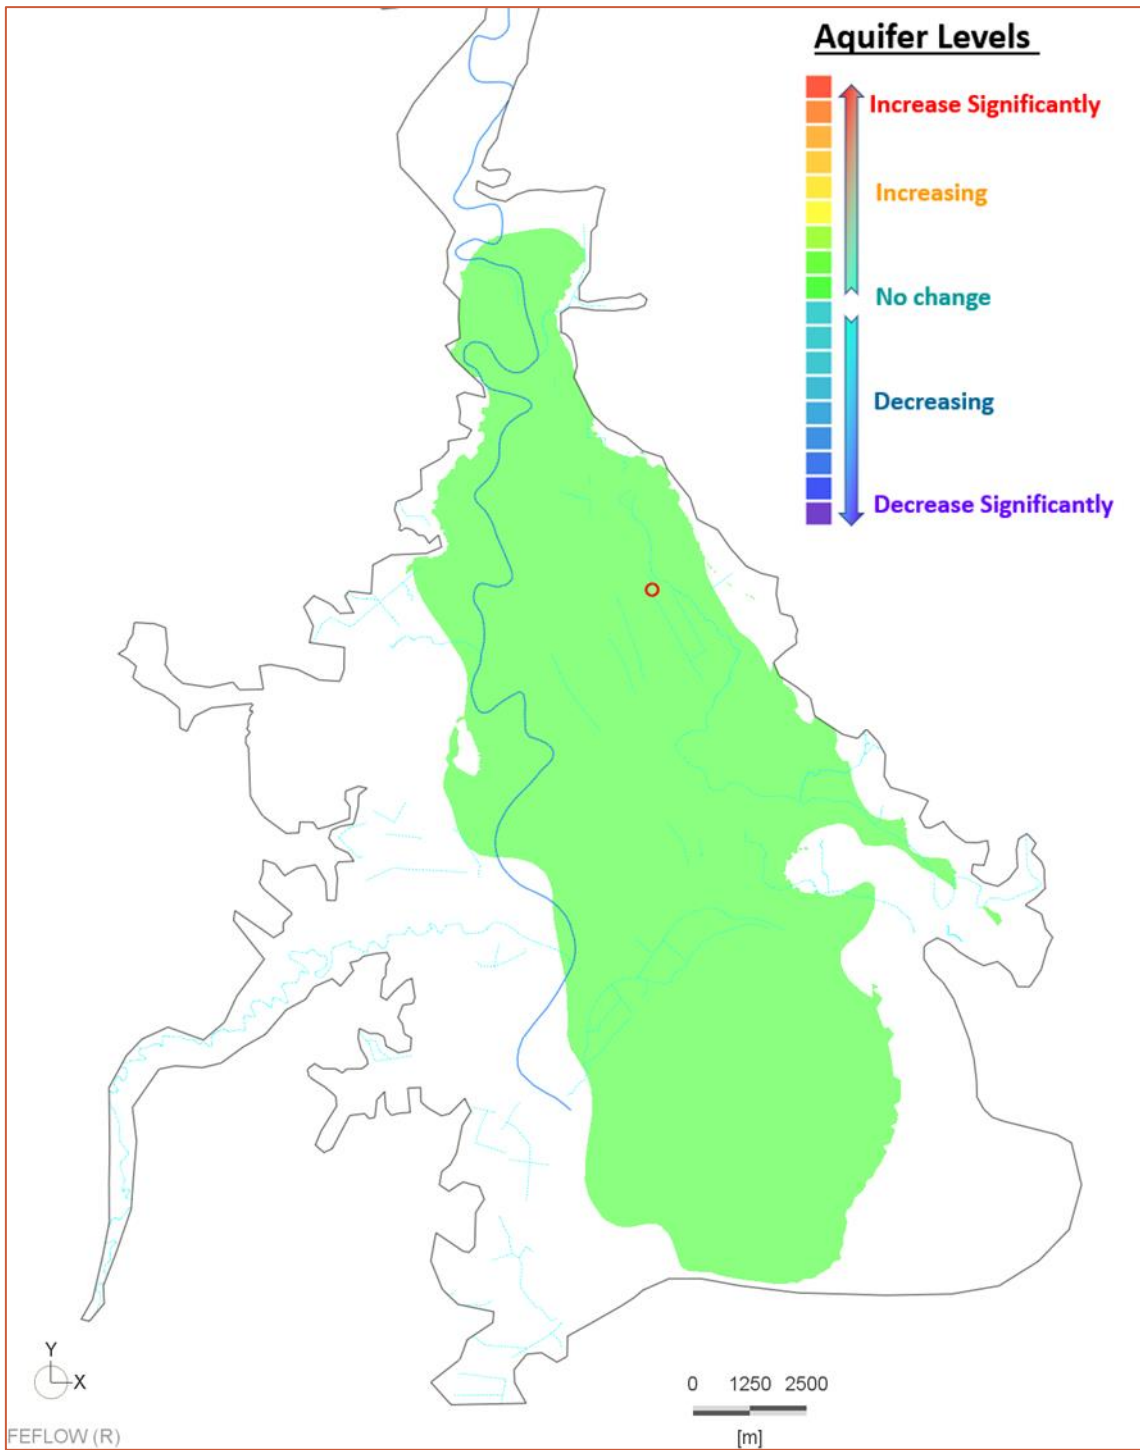 Aquifer Levels
Increase Significantly
Increasing
No change
Decreasing
Decrease Significantly
Y
X
0 1250 2500
[m]
FEFLOW (R)